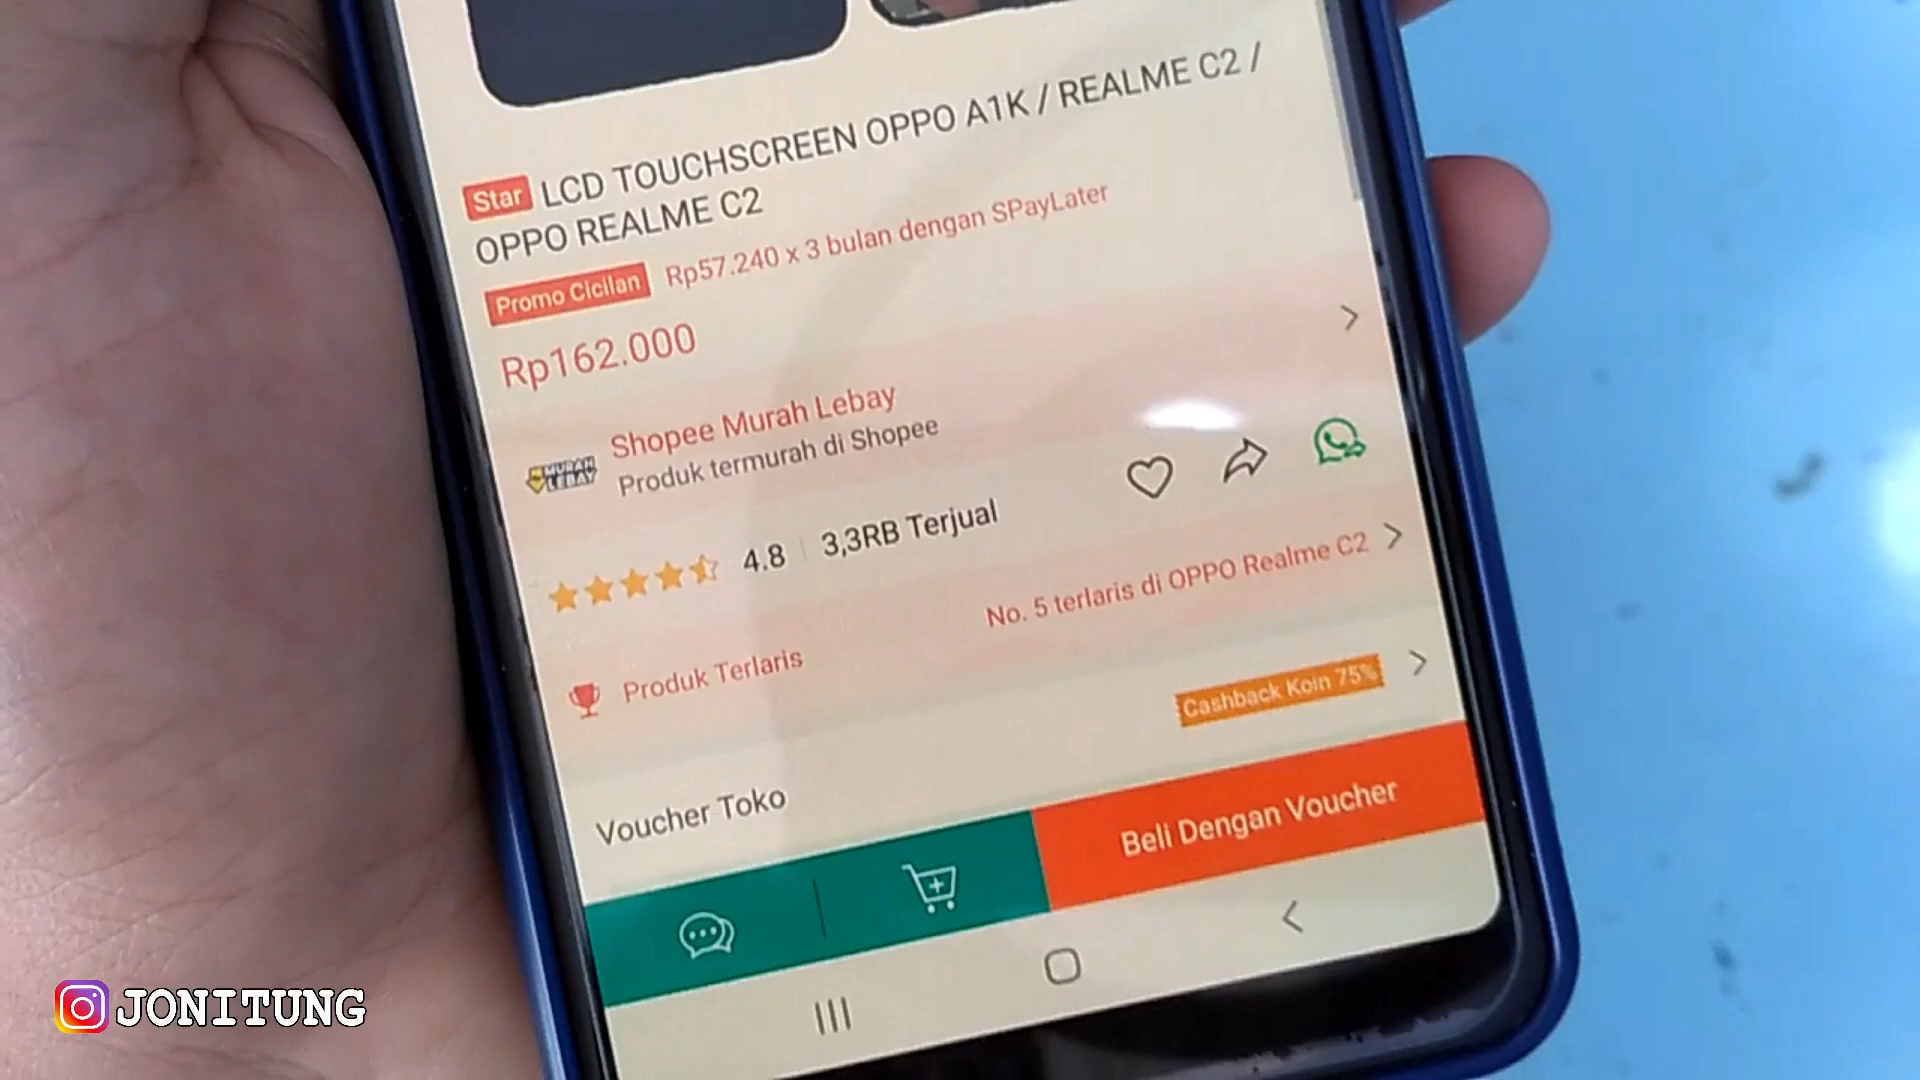 Star LCD TOUCHSCREEN OPPO A1K / REALME C2 /
OPPO REALME C2
Promo Cicilan Rp57.240 x 3 bulan dengan SPayLater
Rp162.000
MURAH
LEBAY
Shopee Murah Lebay
Produk termurah di Shopee
4.8 3,3RB Terjual
Produk Terlaris No. 5 terlaris di OPPO Realme C2
Voucher Toko Cashback Koin 75%
Beli Dengan Voucher
JONITUNG